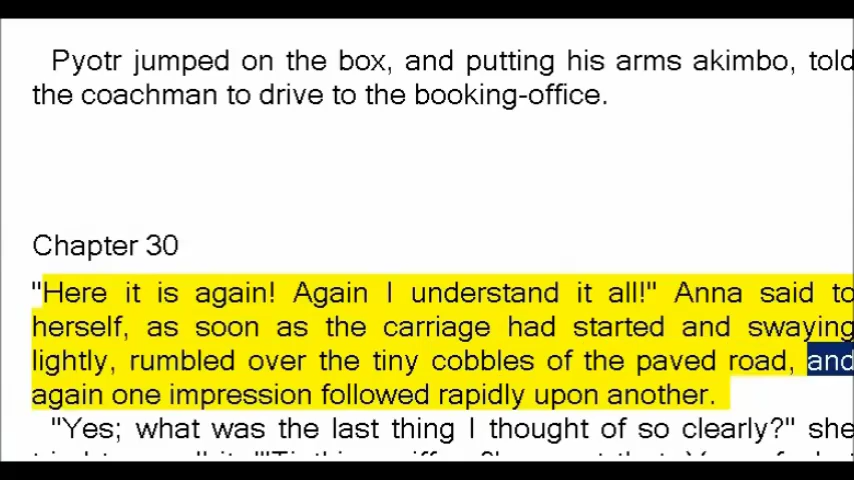 Pyotr jumped on the box, and putting his arms akimbo, told
the coachman to drive to the booking-office.
Chapter 30
"Here it is again! Again I understand it all!" Anna said to
herself, as soon as the carriage had started and swaying
lightly, rumbled over the tiny cobbles of the paved road, and
again one impression followed rapidly upon another.
"Yes; what was the last thing I thought of so clearly?" she